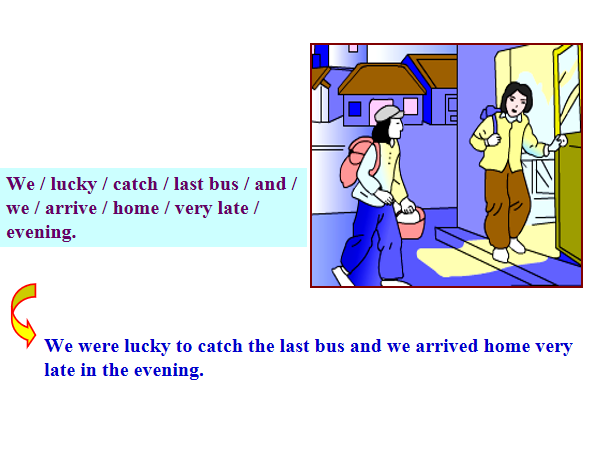 We / lucky / catch / last bus / and /
we / arrive / home / very late /
evening.
We were lucky to catch the last bus and we arrived home very
late in the evening.